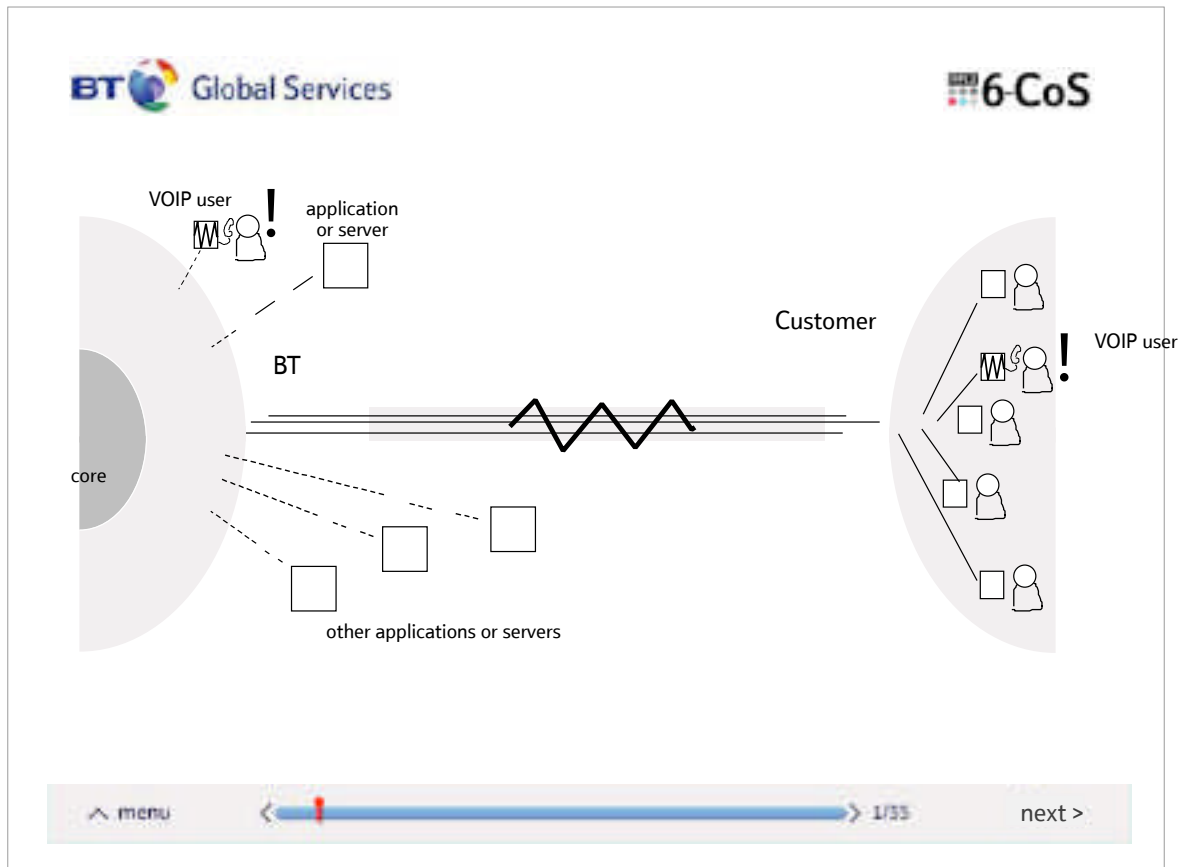 BT Global Services
6-CoS
VOIP user
!
application
or server
Customer
!
VOIP user
BT
core
other applications or servers
menu
1/35
next >